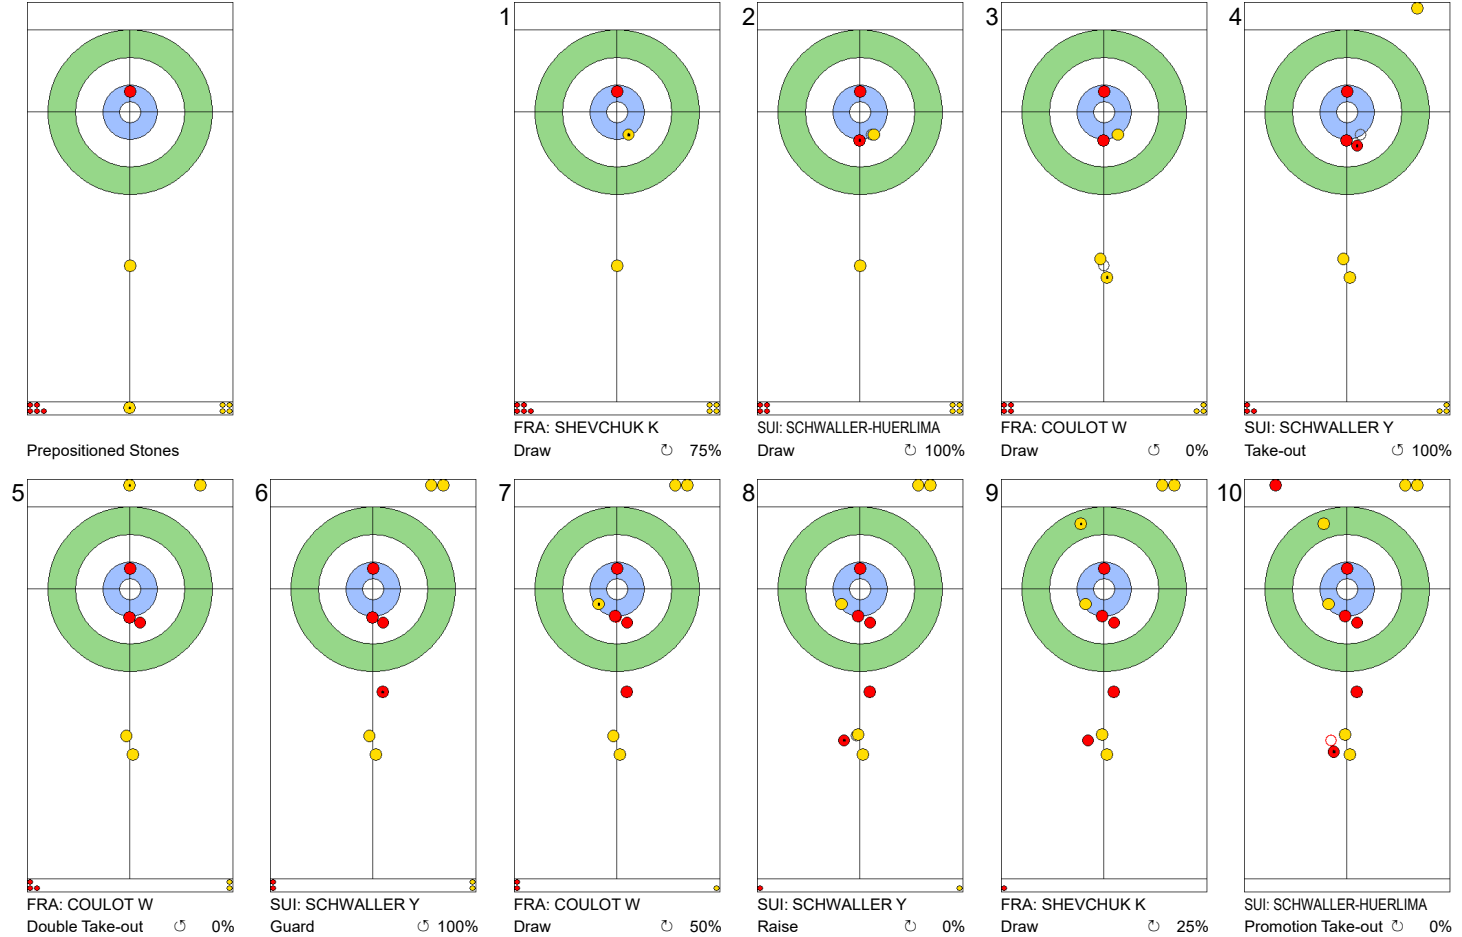 1
2
3
4
Prepositioned Stones
FRA: SHEVCHUK K
Draw 75%
SUI: SCHWALLER-HUERLIMA
Draw 100%
FRA: COULOT W
Draw 0%
SUI: SCHWALLER Y
Take-out 100%
5
6
7
8
9
10
FRA: COULOT W
Double Take-out 0%
SUI: SCHWALLER Y
Guard 100%
FRA: COULOT W
Draw 50%
SUI: SCHWALLER Y
Raise 0%
FRA: SHEVCHUK K
Draw 25%
SUI: SCHWALLER-HUERLIMA
Promotion Take-out 0%